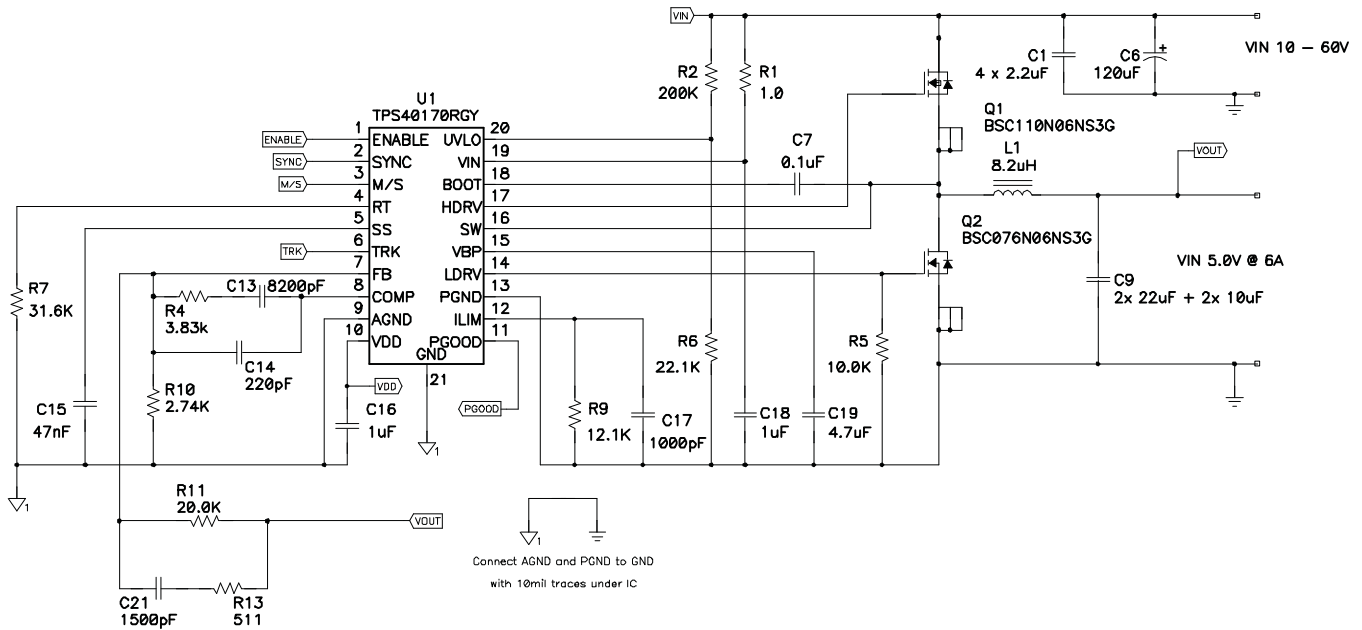 VIN
VIN 10 – 60V
C1
4 x 2.2uF
C6
+
120uF
R2
200K
R1
1.0
Q1
BSC110N06NS3G
U1
TPS40170RGY
ENABLE
SYNC
M/S
TRK
1
2
3
4
5
6
7
8
9
10
ENABLE
SYNC
M/S
RT
SS
TRK
FB
COMP
AGND
VDD
GND
21
UVLO
VIN
BOOT
HDRV
SW
VBP
LDRV
PGND
ILIM
PGOOD
20
19
18
17
16
15
14
13
12
11
C7
0.1uF
L1
8.2uH
VOUT
Q2
BSC076N06NS3G
VIN 5.0V @ 6A
C9
2x 22uF + 2x 10uF
R7
31.6K
C13
8200pF
R4
3.83k
C14
220pF
R10
2.74K
C15
47nF
VDD
C16
1uF
PGOOD
1
R6
22.1K
R5
10.0K
R9
12.1K
C17
1000pF
C18
1uF
C19
4.7uF
1
R11
20.0K
VOUT
C21
1500pF
R13
511
1
Connect AGND and PGND to GND
with 10mil traces under IC